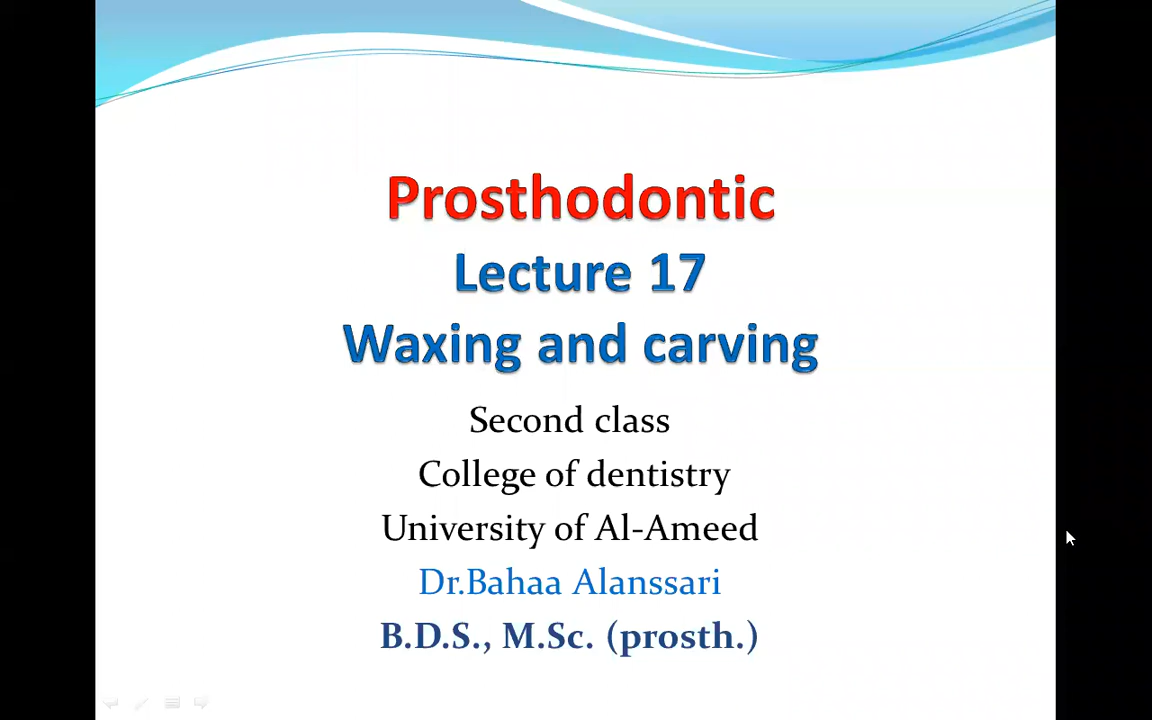 Prosthodontic
Lecture 17
Waxing and carving
Second class
College of dentistry
University of Al-Ameed
Dr.Bahaa Alanssari
B.D.S., M.Sc. (prosth.)